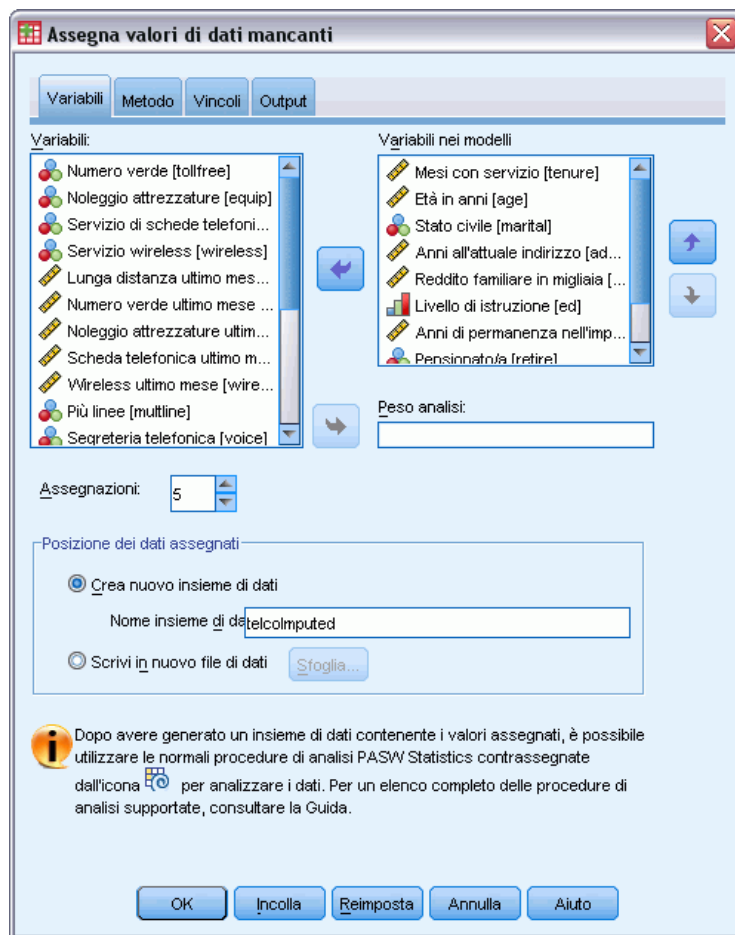 Assegna valori di dati mancanti
Variabili Metodo Vincoli Output
Variabili:
Numero verde [tollfree]
Noleggio attrezzature [equip]
Servizio di schede telefoni...
Servizio wireless [wireless]
Lunga distanza ultimo mes...
Numero verde ultimo mese ...
Noleggio attrezzature ultim...
Scheda telefonica ultimo m...
Wireless ultimo mese [wire...
Più linee [multline]
Segreteria telefonica [voice]
Variabili nei modelli
Mesi con servizio [tenure]
Età in anni [age]
Stato civile [marital]
Anni all'attuale indirizzo [ad...
Reddito familiare in migliaia [...
Livello di istruzione [ed]
Anni di permanenza nell'imp...
Pensionato/a [retire]
Peso analisi:
Assegnazioni: 5
Posizione dei dati assegnati
Crea nuovo insieme di dati
Nome insieme di da telcoImputed
Scrivi in nuovo file di dati Sfoglia...
Dopo avere generato un insieme di dati contenente i valori assegnati, è possibile
utilizzare le normali procedure di analisi PASW Statistics contrassegnate
dall'icona per analizzare i dati. Per un elenco completo delle procedure di
analisi supportate, consultare la Guida.
OK Incolla Reimposta Annulla Aiuto